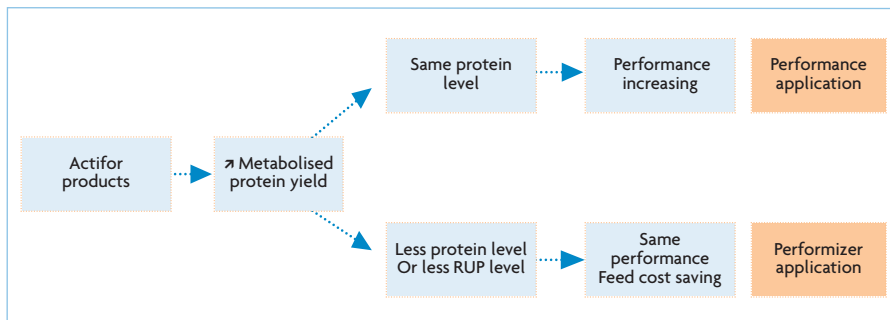 Same protein
level
Performance
increasing
Performance
application
Actifor
products
↗ Metabolised
protein yield
Less protein level
Or less RUP level
Same
performance
Feed cost saving
Performizer
application